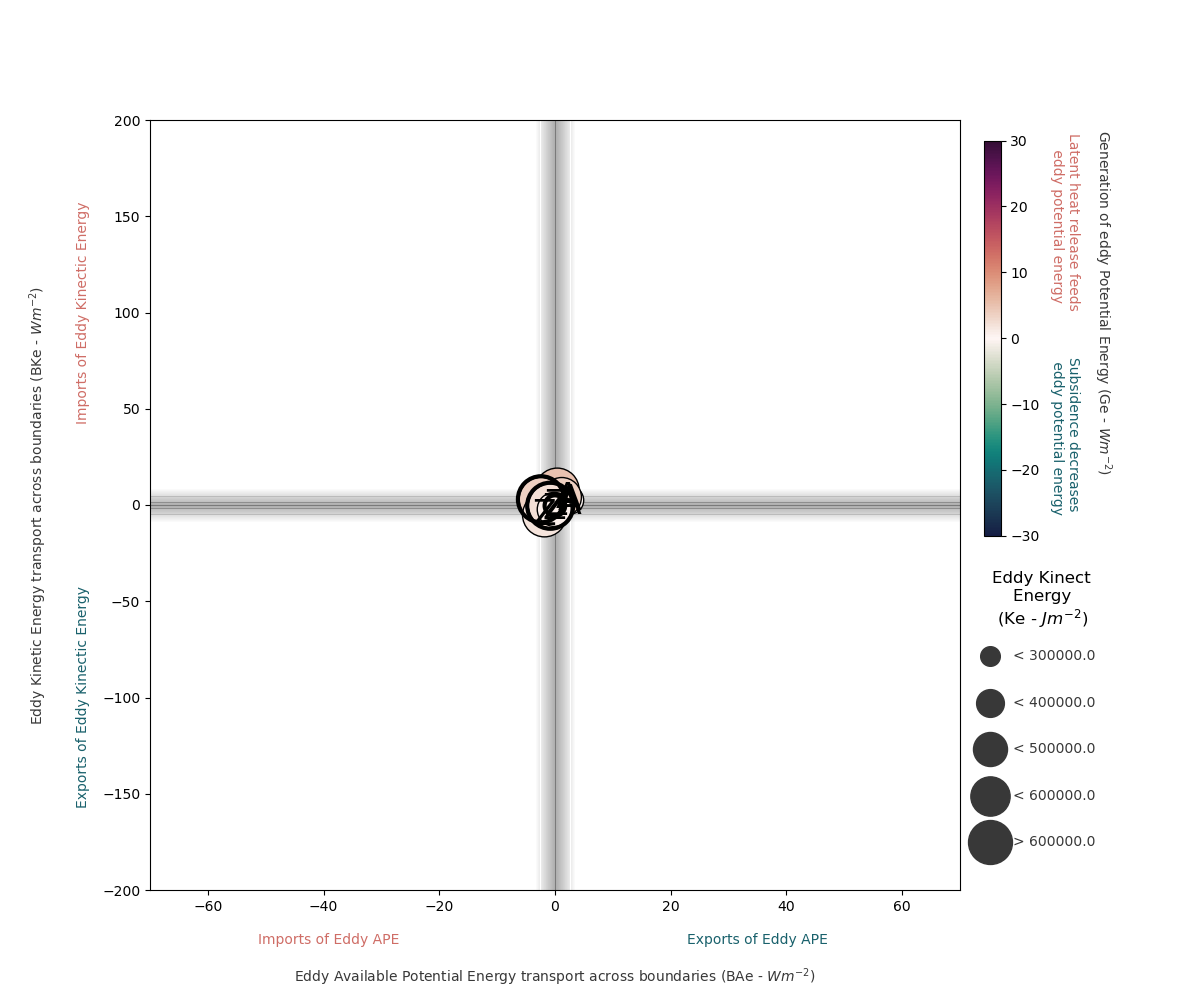 200
150
100
50
0
−50
−100
−150
−200
−60
−40
−20
0
20
40
60
Eddy Kinetic Energy transport across boundaries (BKe - Wm⁻²)
Imports of Eddy Kinectic Energy
Exports of Eddy Kinectic Energy
Imports of Eddy APE
Exports of Eddy APE
Eddy Available Potential Energy transport across boundaries (BAe - Wm⁻²)
A
Z
30
20
10
0
−10
−20
−30
Latent heat release feeds
eddy potential energy
Subsidence decreases
eddy potential energy
Generation of eddy Potential Energy (Ge - Wm⁻²)
Eddy Kinect
Energy
(Ke - Jm⁻²)
< 300000.0
< 400000.0
< 500000.0
< 600000.0
> 600000.0